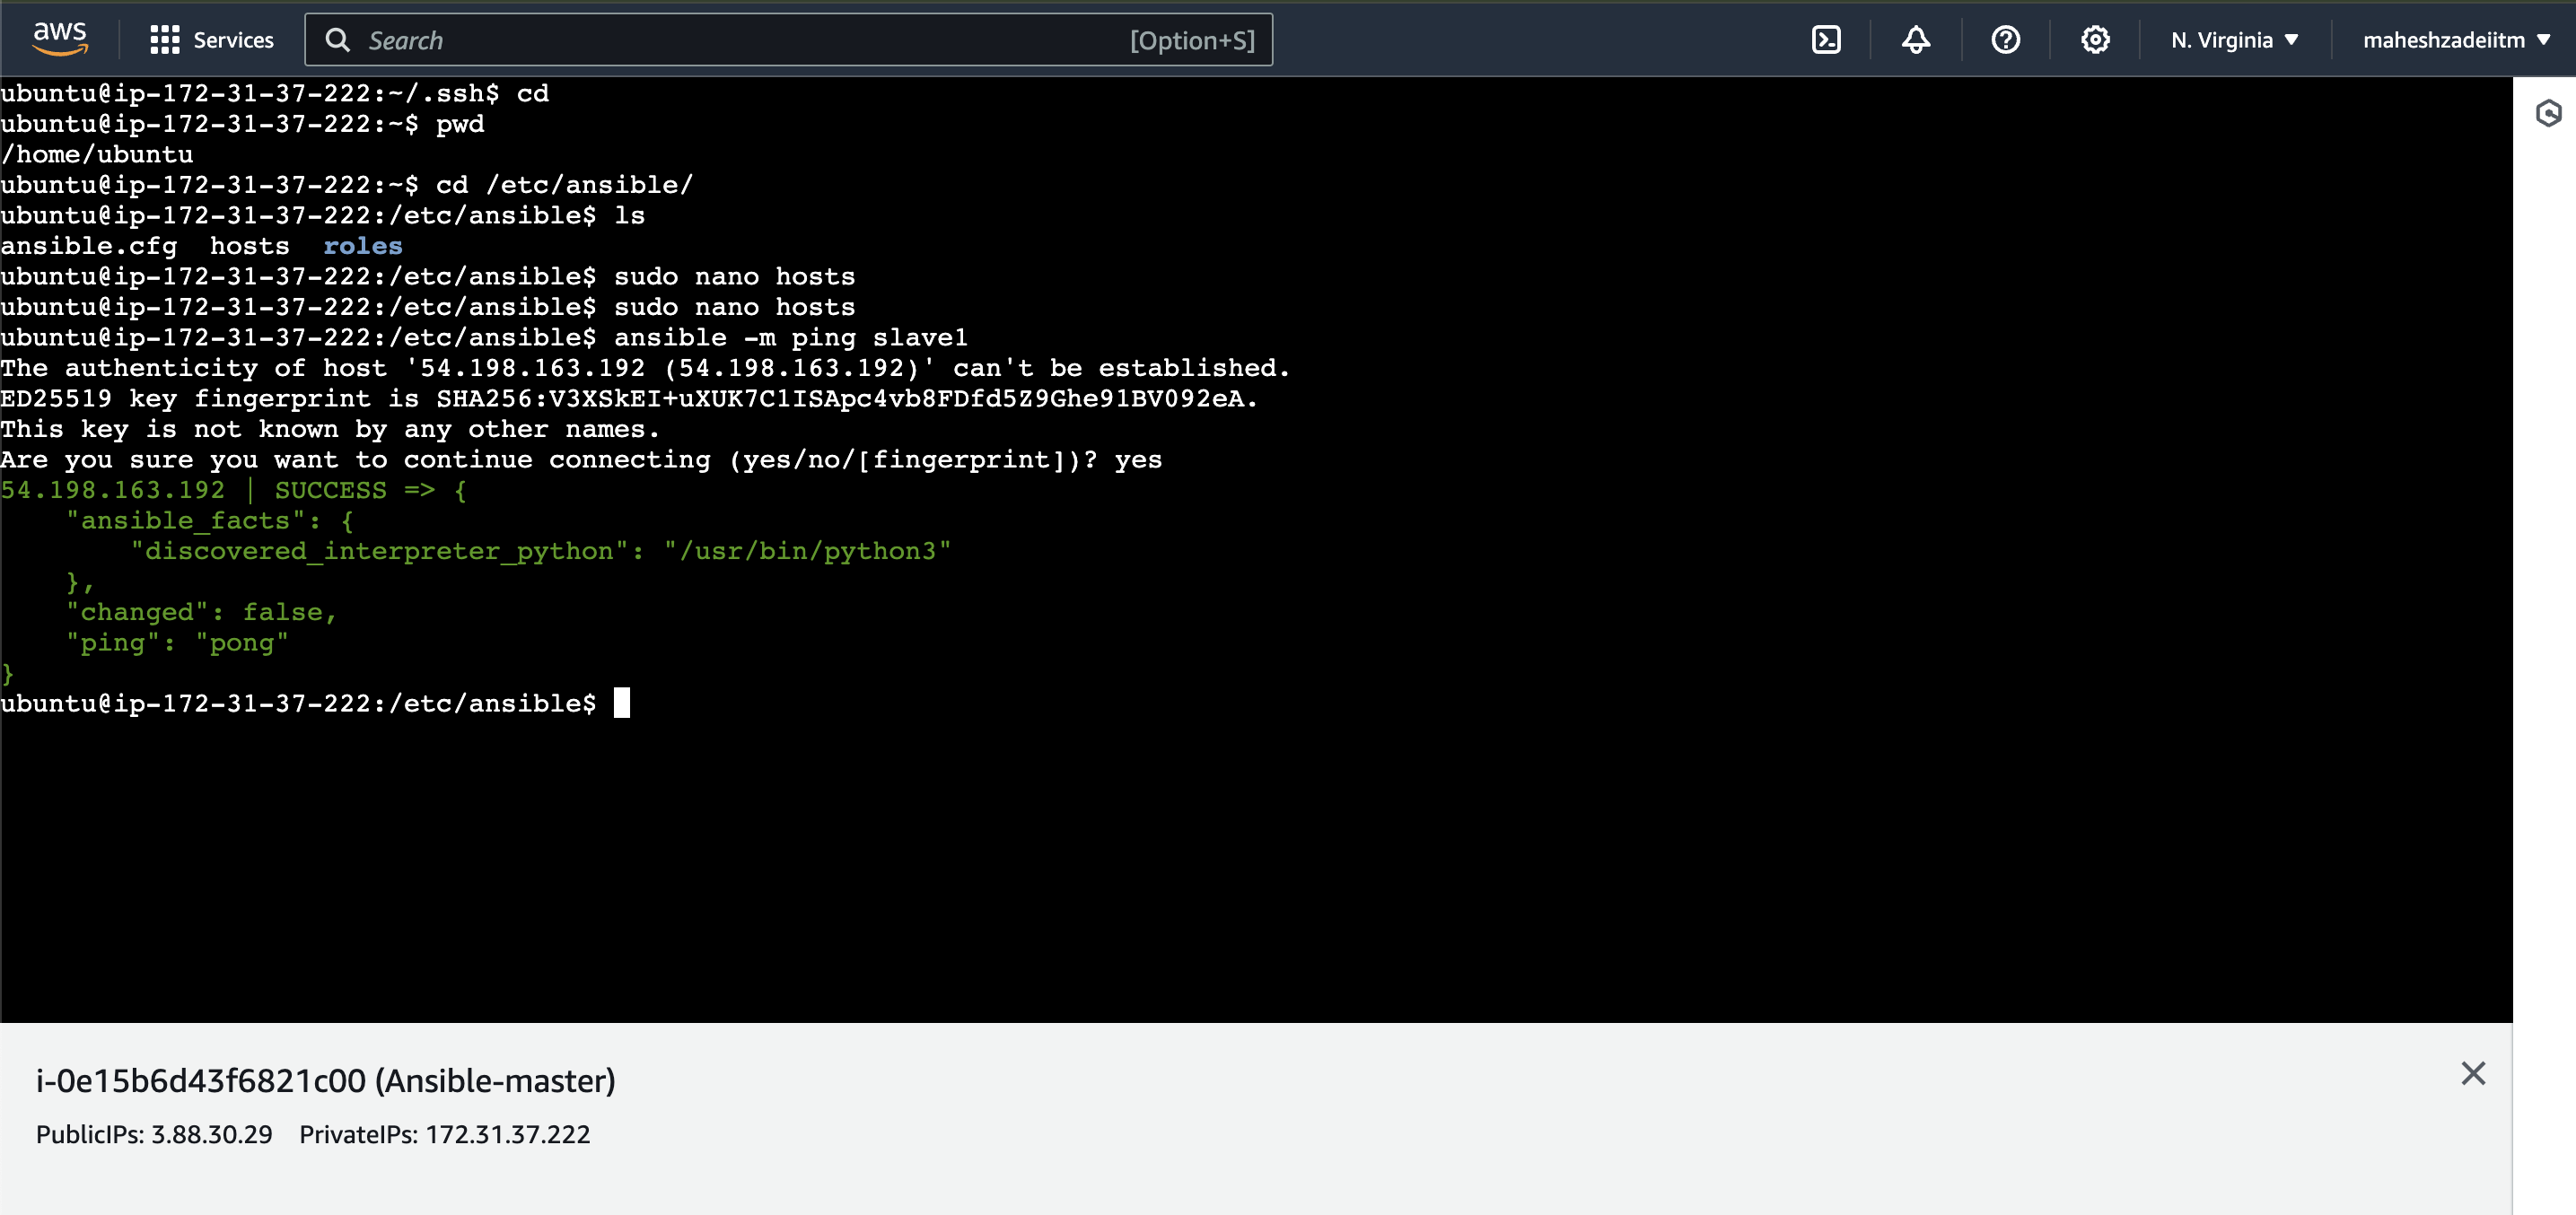 aws Services Search [Option+S] N. Virginia maheshzadeiitm
ubuntu@ip-172-31-37-222:~/.ssh$ cd
ubuntu@ip-172-31-37-222:~$ pwd
/home/ubuntu
ubuntu@ip-172-31-37-222:~$ cd /etc/ansible/
ubuntu@ip-172-31-37-222:/etc/ansible$ ls
ansible.cfg  hosts  roles
ubuntu@ip-172-31-37-222:/etc/ansible$ sudo nano hosts
ubuntu@ip-172-31-37-222:/etc/ansible$ sudo nano hosts
ubuntu@ip-172-31-37-222:/etc/ansible$ ansible -m ping slave1
The authenticity of host '54.198.163.192 (54.198.163.192)' can't be established.
ED25519 key fingerprint is SHA256:V3XSkEI+uXUK7C1ISApc4vb8FDfd5Z9Ghe91BV092eA.
This key is not known by any other names.
Are you sure you want to continue connecting (yes/no/[fingerprint])? yes
54.198.163.192 | SUCCESS => {
    "ansible_facts": {
        "discovered_interpreter_python": "/usr/bin/python3"
    },
    "changed": false,
    "ping": "pong"
}
ubuntu@ip-172-31-37-222:/etc/ansible$
i-0e15b6d43f6821c00 (Ansible-master)
PublicIPs: 3.88.30.29 PrivateIPs: 172.31.37.222